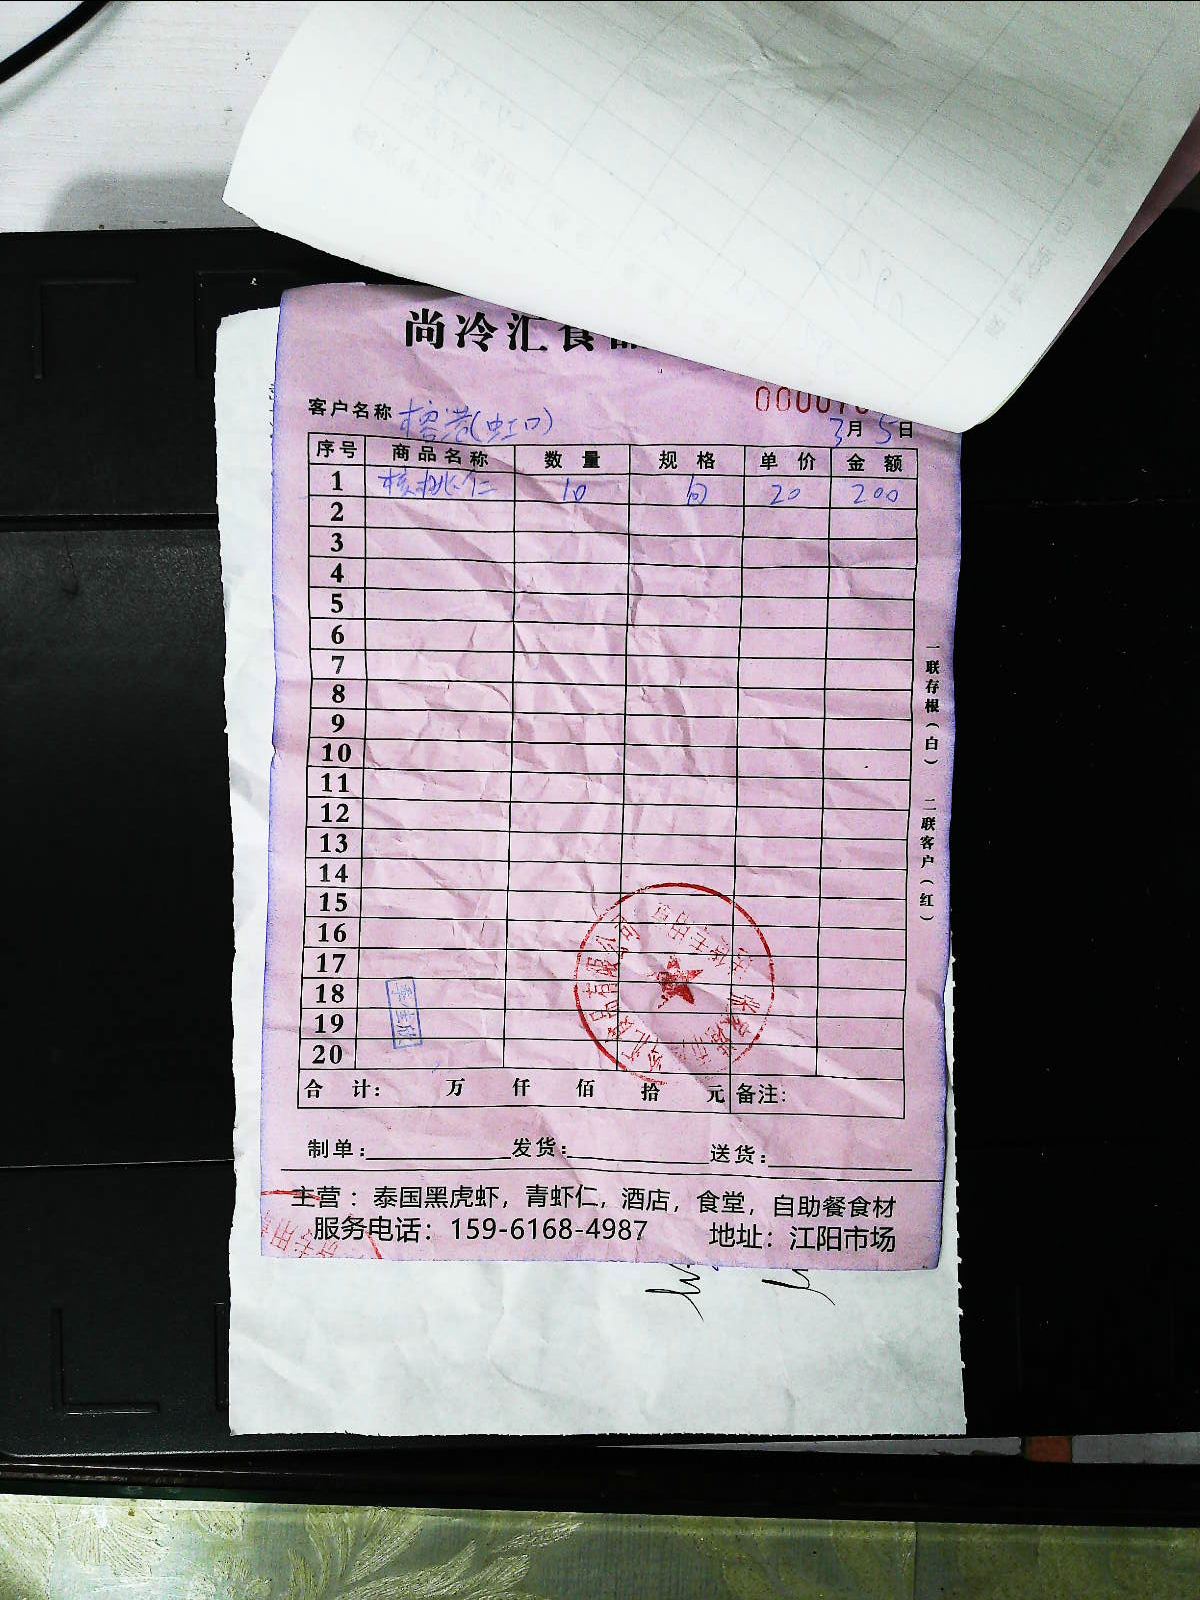 尚冷汇食品
客户名称 榕港(虹口) 3月5日
序号 商品名称 数量 规格 单价 金额
1 核桃仁 10 包 20 200
2
3
4
5
6
7
8
9
10
11
12
13
14
15
16
17
18
19
20
合计: 万 仟 佰 拾 元 备注:
制单: 发货: 送货:
主营：泰国黑虎虾，青虾仁，酒店，食堂，自助餐食材
服务电话：159-6168-4987 地址：江阳市场
一联存根(白) 二联客户(红)